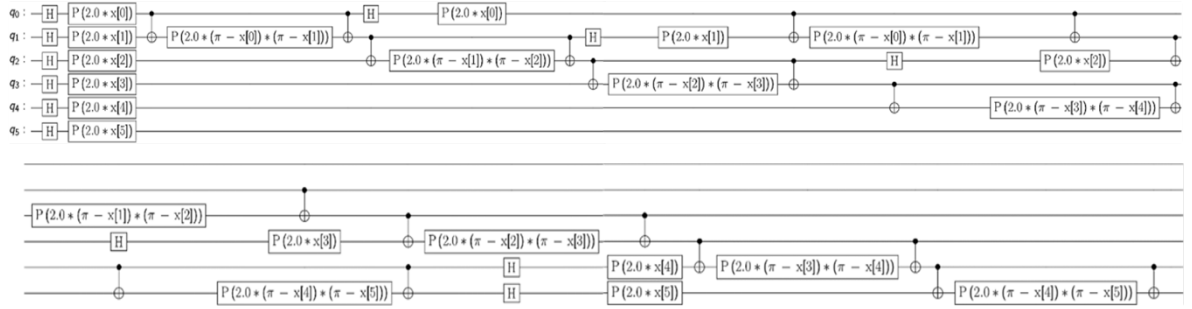 q₀ : H P(2.0 * x[0]) H P(2.0 * x[0])
q₁ : H P(2.0 * x[1]) P(2.0 * (π − x[0]) * (π − x[1])) H P(2.0 * x[1]) P(2.0 * (π − x[0]) * (π − x[1]))
q₂ : H P(2.0 * x[2]) P(2.0 * (π − x[1]) * (π − x[2])) H P(2.0 * x[2])
q₃ : H P(2.0 * x[3]) P(2.0 * (π − x[2]) * (π − x[3]))
q₄ : H P(2.0 * x[4]) P(2.0 * (π − x[3]) * (π − x[4]))
q₅ : H P(2.0 * x[5])
P(2.0 * (π − x[1]) * (π − x[2]))
H P(2.0 * x[3]) P(2.0 * (π − x[2]) * (π − x[3]))
H P(2.0 * x[4]) P(2.0 * (π − x[3]) * (π − x[4]))
P(2.0 * (π − x[4]) * (π − x[5])) H P(2.0 * x[5]) P(2.0 * (π − x[4]) * (π − x[5]))